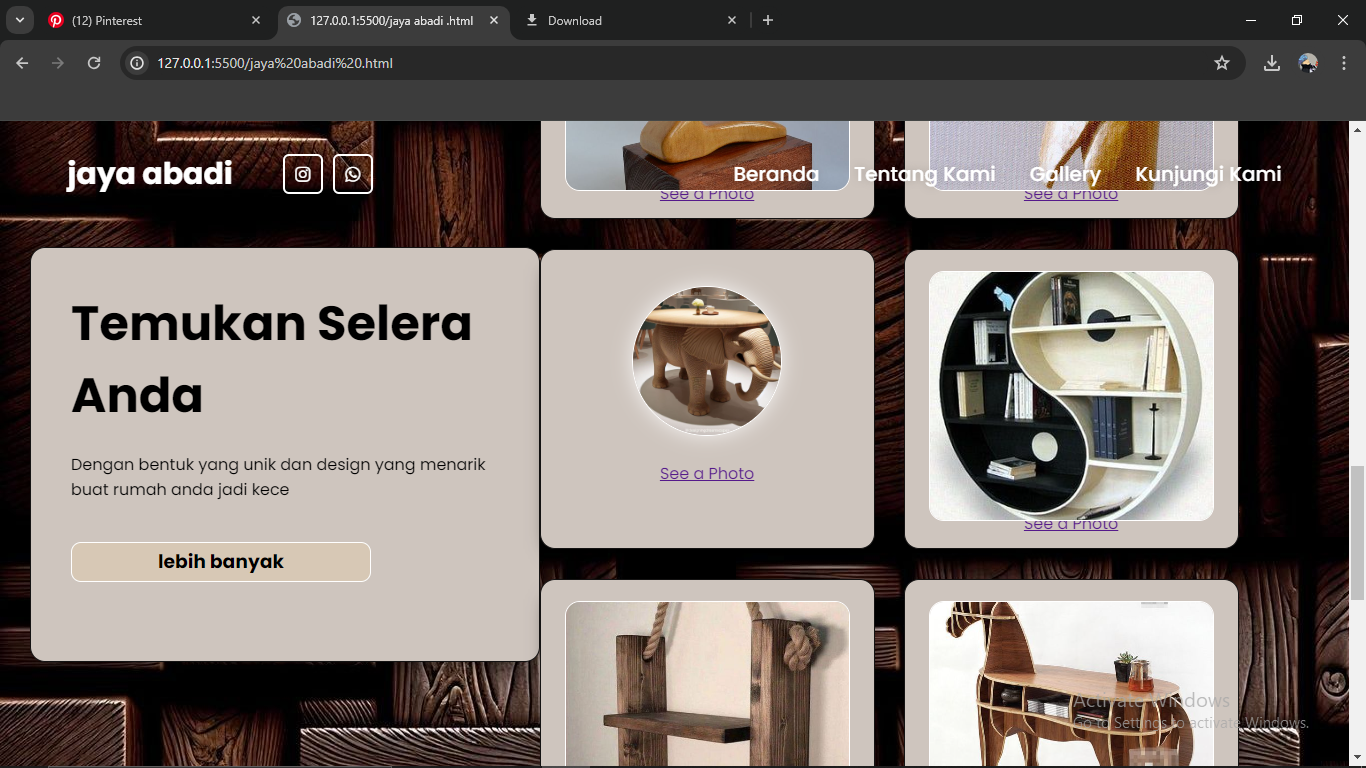 (12) Pinterest
127.0.0.1:5500/jaya abadi .html
Download
127.0.0.1:5500/jaya%20abadi%20.html
jaya abadi
Beranda
Tentang Kami
Gallery
Kunjungi Kami
See a Photo
See a Photo
Temukan Selera
Anda
Dengan bentuk yang unik dan design yang menarik
buat rumah anda jadi kece
lebih banyak
See a Photo
See a Photo
Activate Windows
Go to Settings to activate Windows.